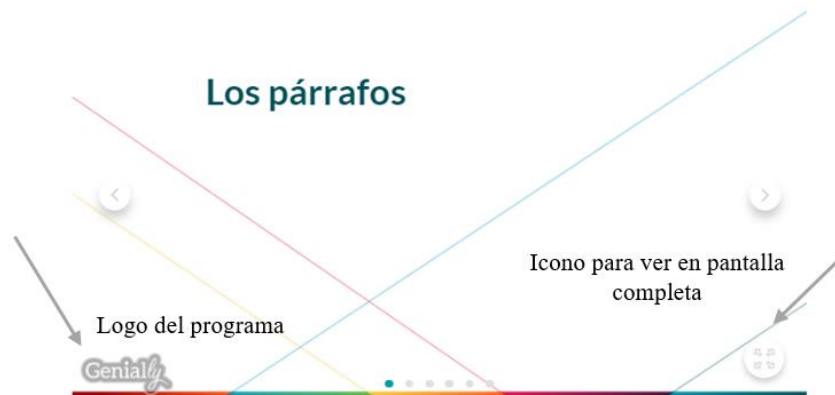 Los párrafos
Icono para ver en pantalla
completa
Logo del programa
Genially